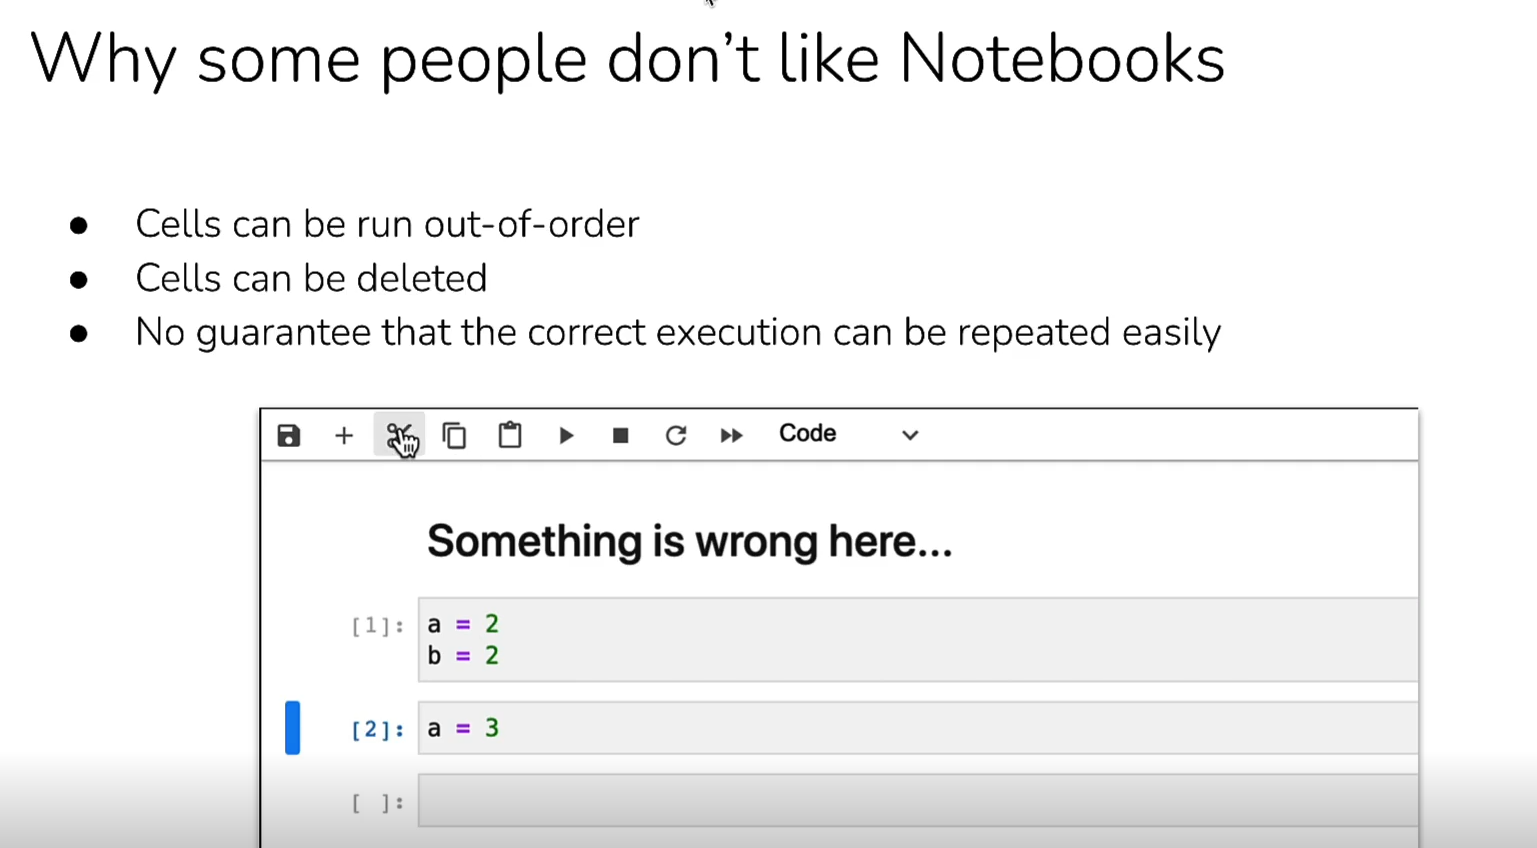 Why some people don't like Notebooks
● Cells can be run out-of-order
● Cells can be deleted
● No guarantee that the correct execution can be repeated easily
Code
Something is wrong here...
[1]: a = 2
b = 2
[2]: a = 3
[ ]: